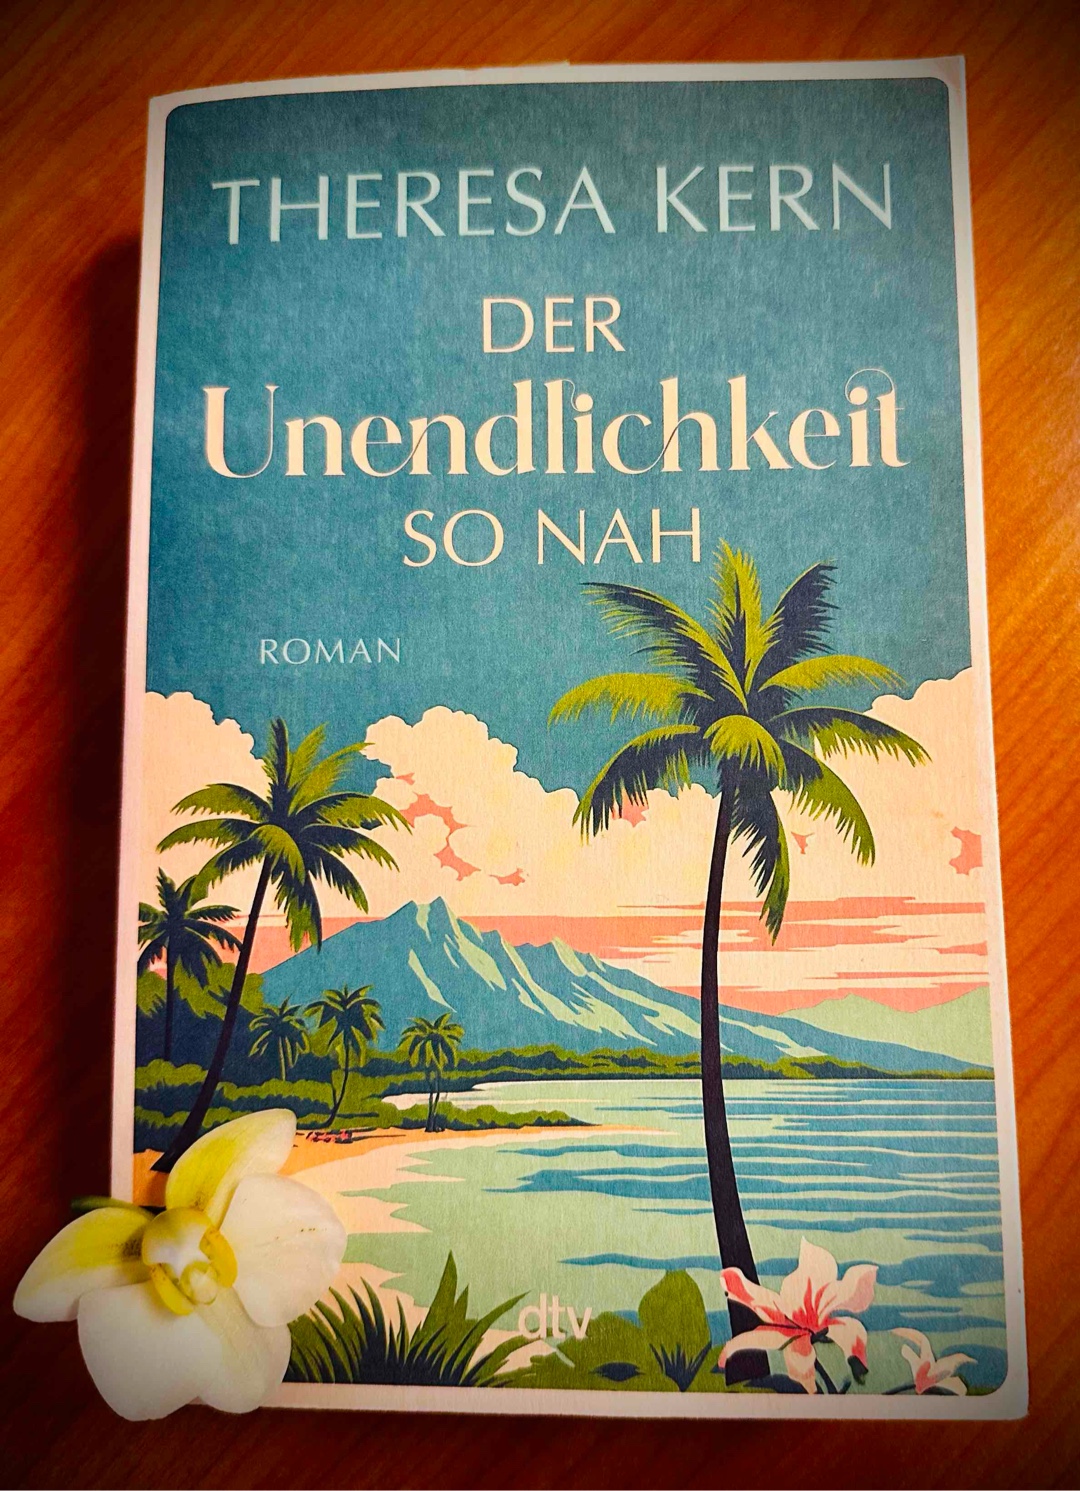 THERESA KERN
DER
Unendlichkeit
SO NAH
ROMAN
dtv